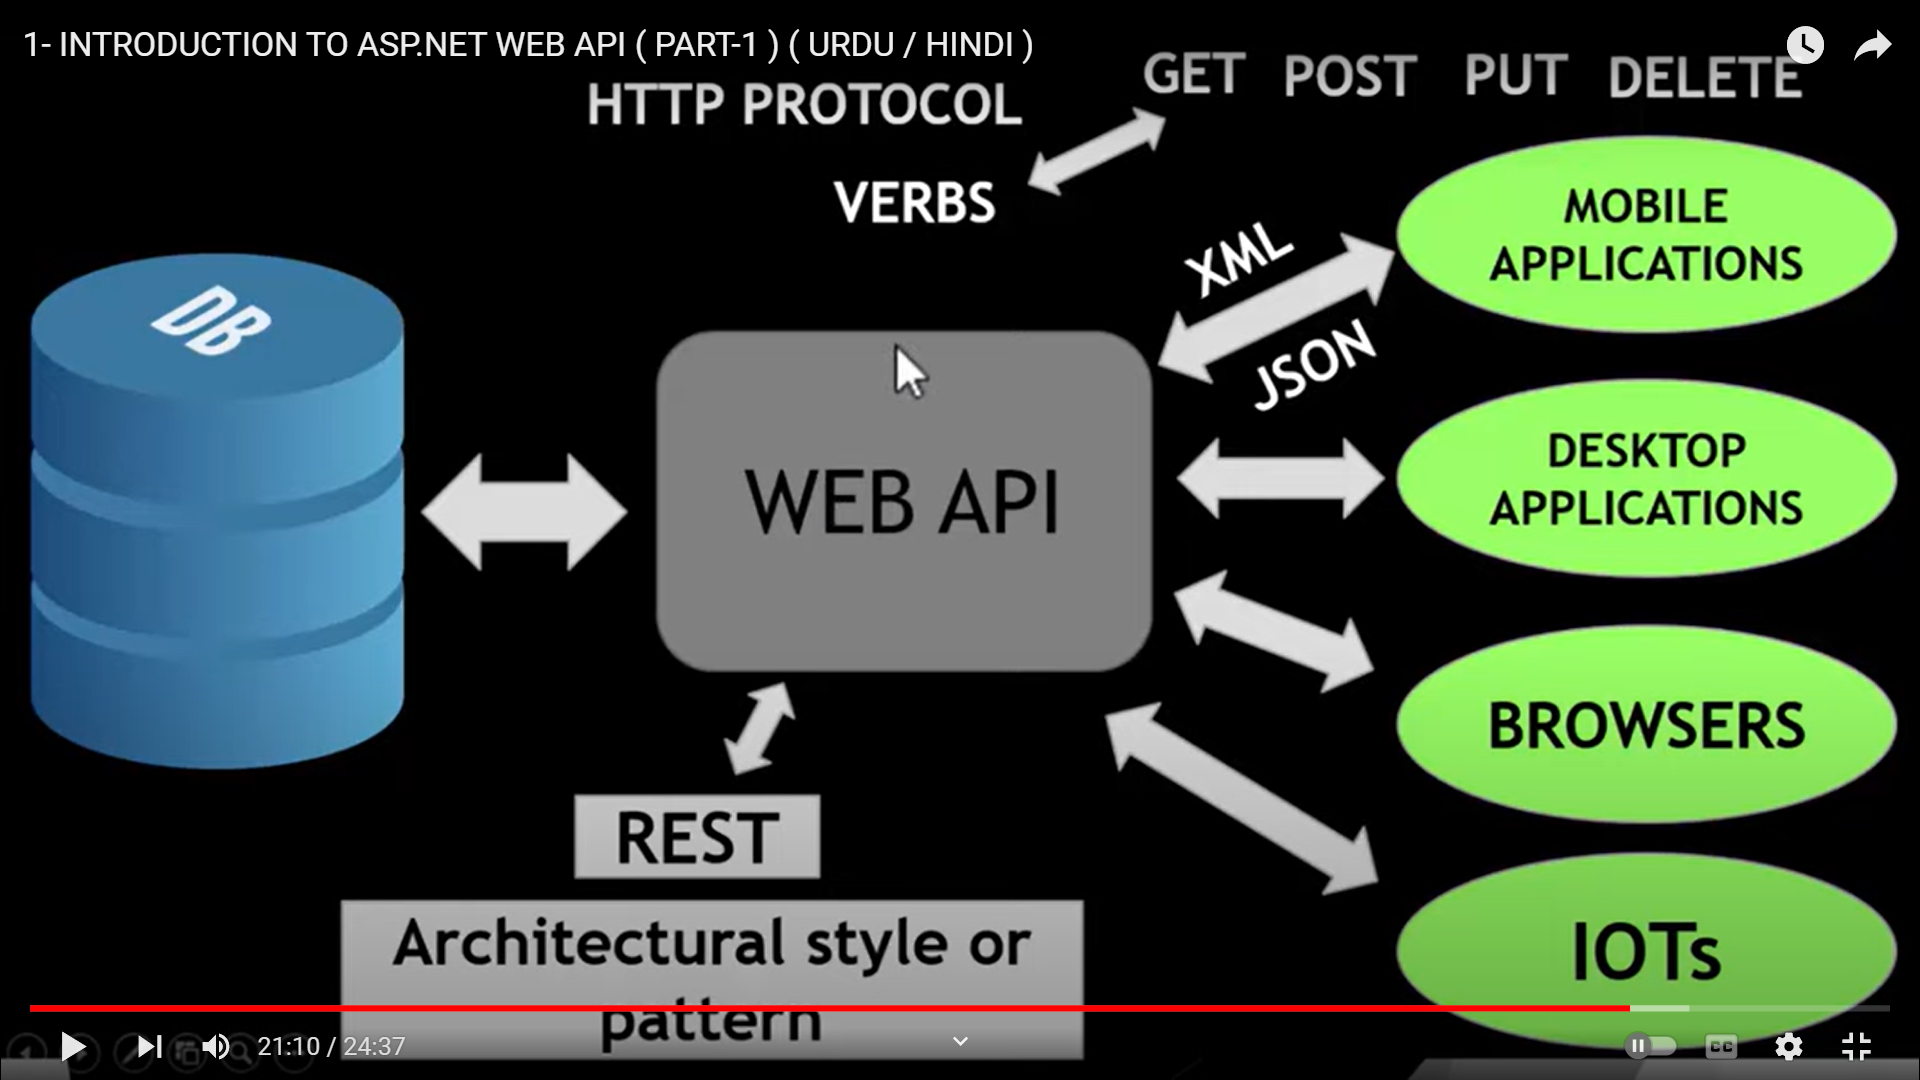 1- INTRODUCTION TO ASP.NET WEB API ( PART-1 ) ( URDU / HINDI )
GET POST PUT DELETE
HTTP PROTOCOL
VERBS
MOBILE
APPLICATIONS
XML
JSON
DB
WEB API
DESKTOP
APPLICATIONS
BROWSERS
REST
Architectural style or
pattern
IOTs
21:10 / 24:37
CC